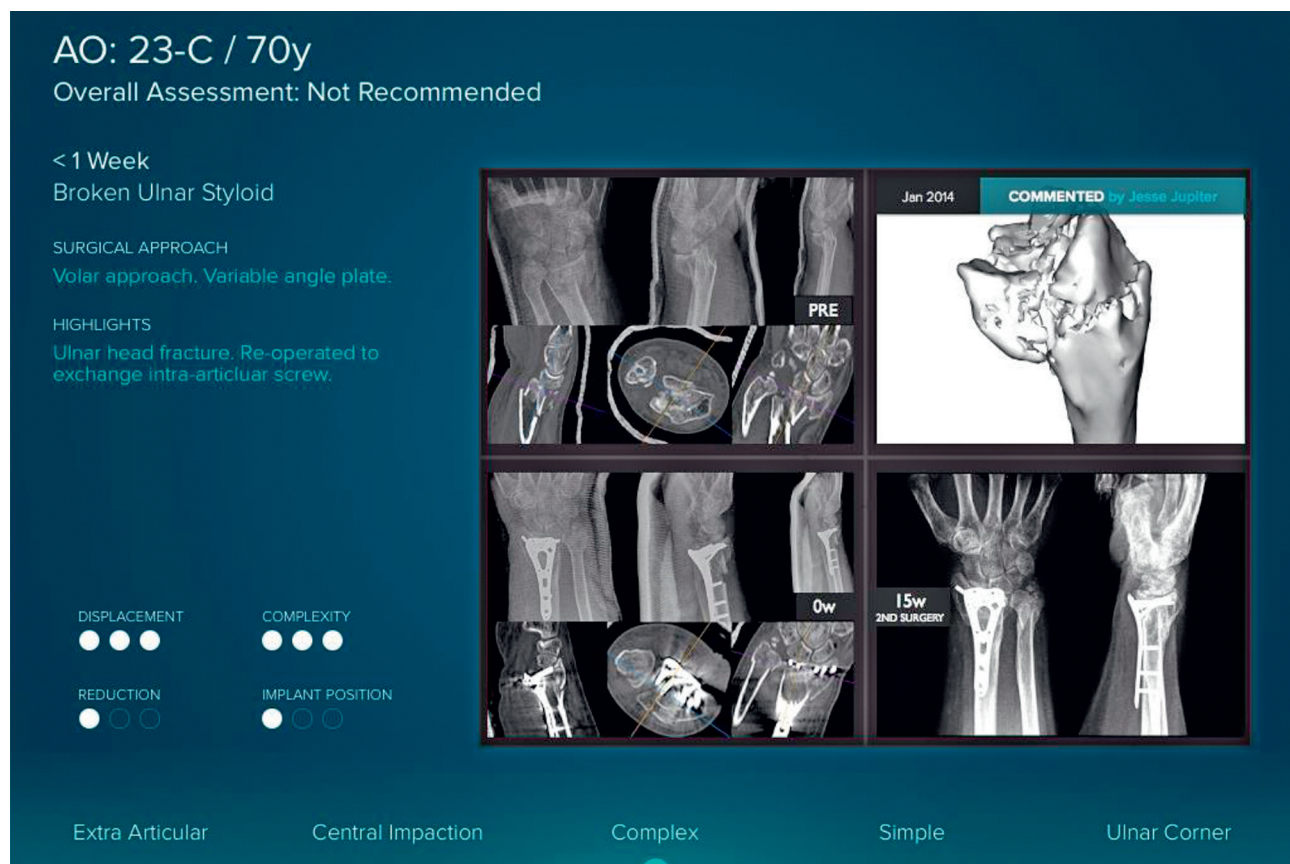 AO: 23-C / 70y
Overall Assessment: Not Recommended
< 1 Week
Broken Ulnar Styloid
SURGICAL APPROACH
Volar approach. Variable angle plate.
HIGHLIGHTS
Ulnar head fracture. Re-operated to
exchange intra-articluar screw.
DISPLACEMENT
COMPLEXITY
REDUCTION
IMPLANT POSITION
PRE
Jan 2014
COMMENTED by Jesse Jupiter
0w
15w
2ND SURGERY
Extra Articular
Central Impaction
Complex
Simple
Ulnar Corner